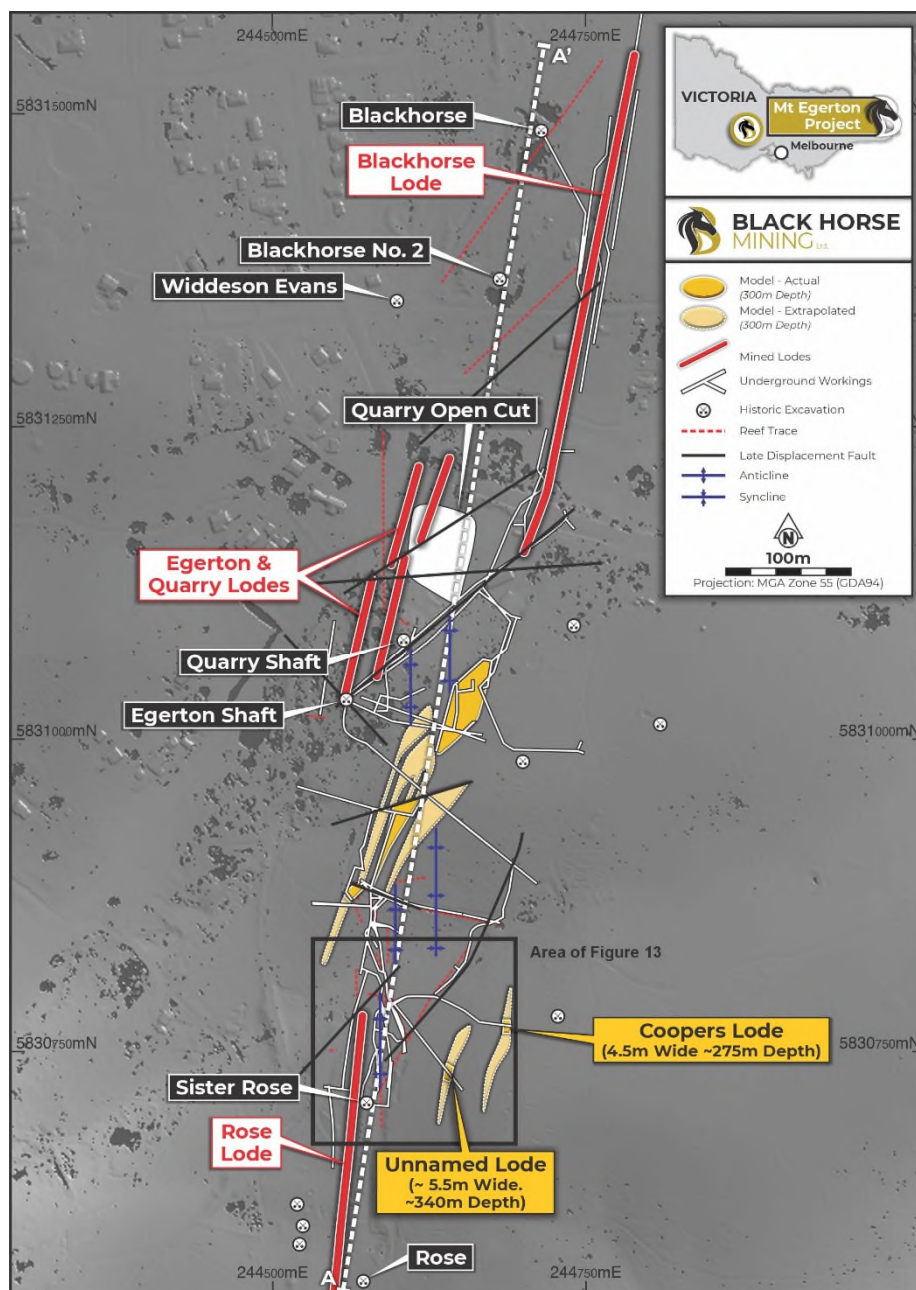 244500mE
244750mE
A'
5831500mN
Blackhorse
Blackhorse
Lode
Blackhorse No. 2
Widdeson Evans
5831250mN
Quarry Open Cut
Egerton &
Quarry Lodes
Quarry Shaft
Egerton Shaft
5831000mN
5831000mN
Area of Figure 13
Coopers Lode
(4.5m Wide ~275m Depth)
5830750mN
5830750mN
Sister Rose
Rose
Lode
Unnamed Lode
(~ 5.5m Wide.
~340m Depth)
Rose
244500mE
A
244750mE
VICTORIA
Mt Egerton
Project
Melbourne
BLACK HORSE
MINING Ltd.
Model - Actual
(300m Depth)
Model - Extrapolated
(300m Depth)
Mined Lodes
Underground Workings
Historic Excavation
Reef Trace
Late Displacement Fault
Anticline
Syncline
N
100m
Projection: MGA Zone 55 (GDA94)